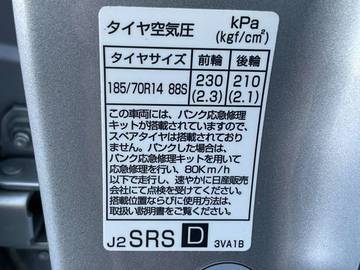 タイヤ空気圧 kPa (kgf/cm²)
タイヤサイズ 前輪 後輪
185/70R14 88S 230 (2.3) 210 (2.1)
この車両には、パンク応急修理
キットが搭載されていますので、
スペアタイヤは搭載されており
ません。パンクした場合は、
パンク応急修理キットを用いて
応急修理を行い、80Km/h
以下で走行し、速やかに日産販売
会社にて点検を受けてください。
搭載位置ならびに使用方法は、
取扱い説明書をご覧ください。
J2 SRS D 3VA1B